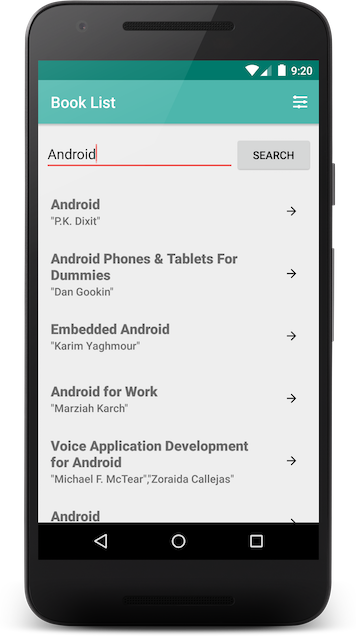 9:20
Book List
Android
SEARCH
Android
"P.K. Dixit"
Android Phones & Tablets For
Dummies
"Dan Gookin"
Embedded Android
"Karim Yaghmour"
Android for Work
"Marziah Karch"
Voice Application Development
for Android
"Michael F. McTear","Zoraida Callejas"
Android